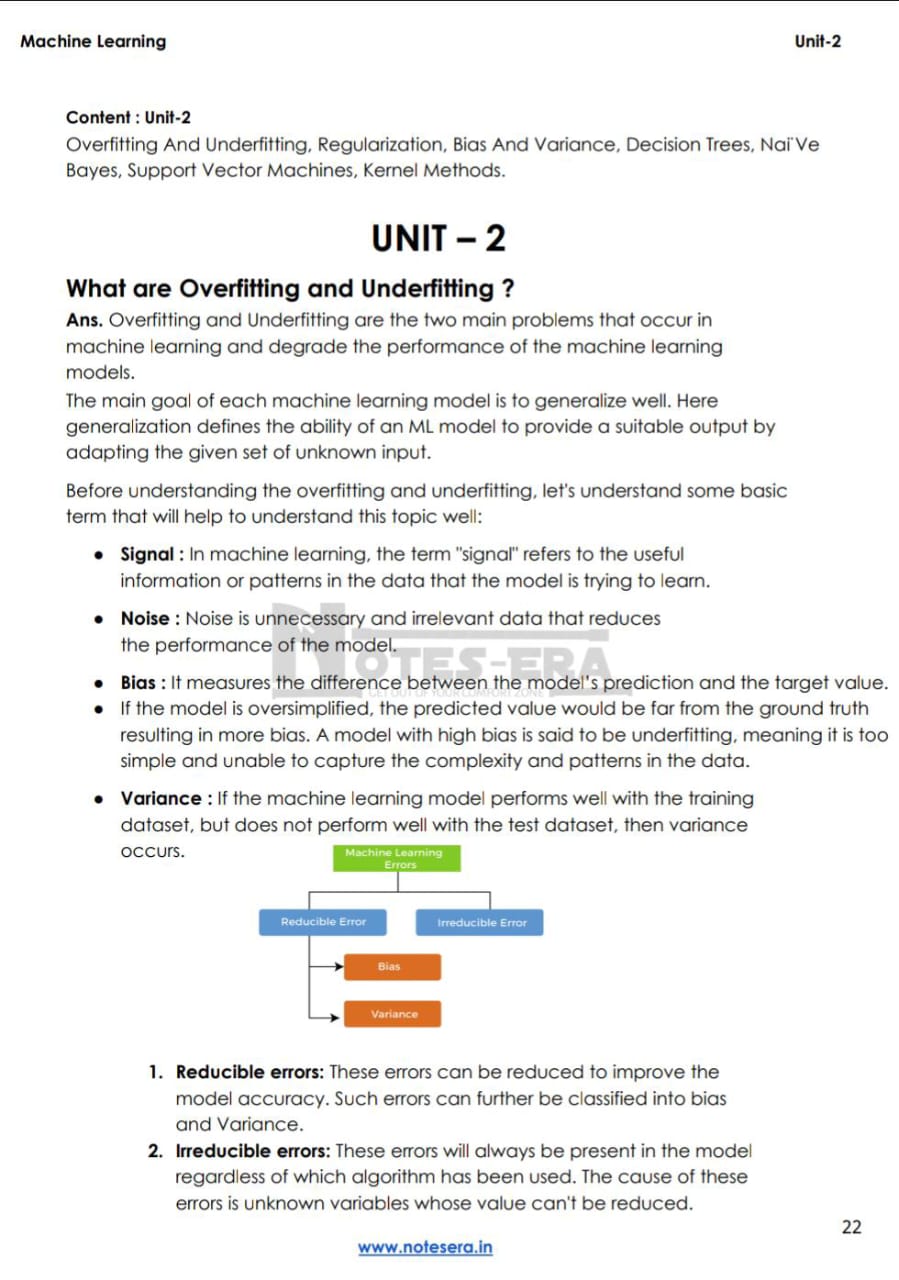 Machine Learning Unit-2
Content : Unit-2
Overfitting And Underfitting, Regularization, Bias And Variance, Decision Trees, Naï Ve
Bayes, Support Vector Machines, Kernel Methods.
UNIT – 2
What are Overfitting and Underfitting ?
Ans. Overfitting and Underfitting are the two main problems that occur in
machine learning and degrade the performance of the machine learning
models.
The main goal of each machine learning model is to generalize well. Here
generalization defines the ability of an ML model to provide a suitable output by
adapting the given set of unknown input.
Before understanding the overfitting and underfitting, let's understand some basic
term that will help to understand this topic well:
● Signal : In machine learning, the term "signal" refers to the useful
information or patterns in the data that the model is trying to learn.
● Noise : Noise is unnecessary and irrelevant data that reduces
the performance of the model.
NOTES-ERA
GET OUT OF YOUR COMFORT ZONE
● Bias : It measures the difference between the model's prediction and the target value.
● If the model is oversimplified, the predicted value would be far from the ground truth
resulting in more bias. A model with high bias is said to be underfitting, meaning it is too
simple and unable to capture the complexity and patterns in the data.
● Variance : If the machine learning model performs well with the training
dataset, but does not perform well with the test dataset, then variance
occurs.
Machine Learning
Errors
Reducible Error
Irreducible Error
Bias
Variance
1. Reducible errors: These errors can be reduced to improve the
model accuracy. Such errors can further be classified into bias
and Variance.
2. Irreducible errors: These errors will always be present in the model
regardless of which algorithm has been used. The cause of these
errors is unknown variables whose value can't be reduced.
22
www.notesera.in